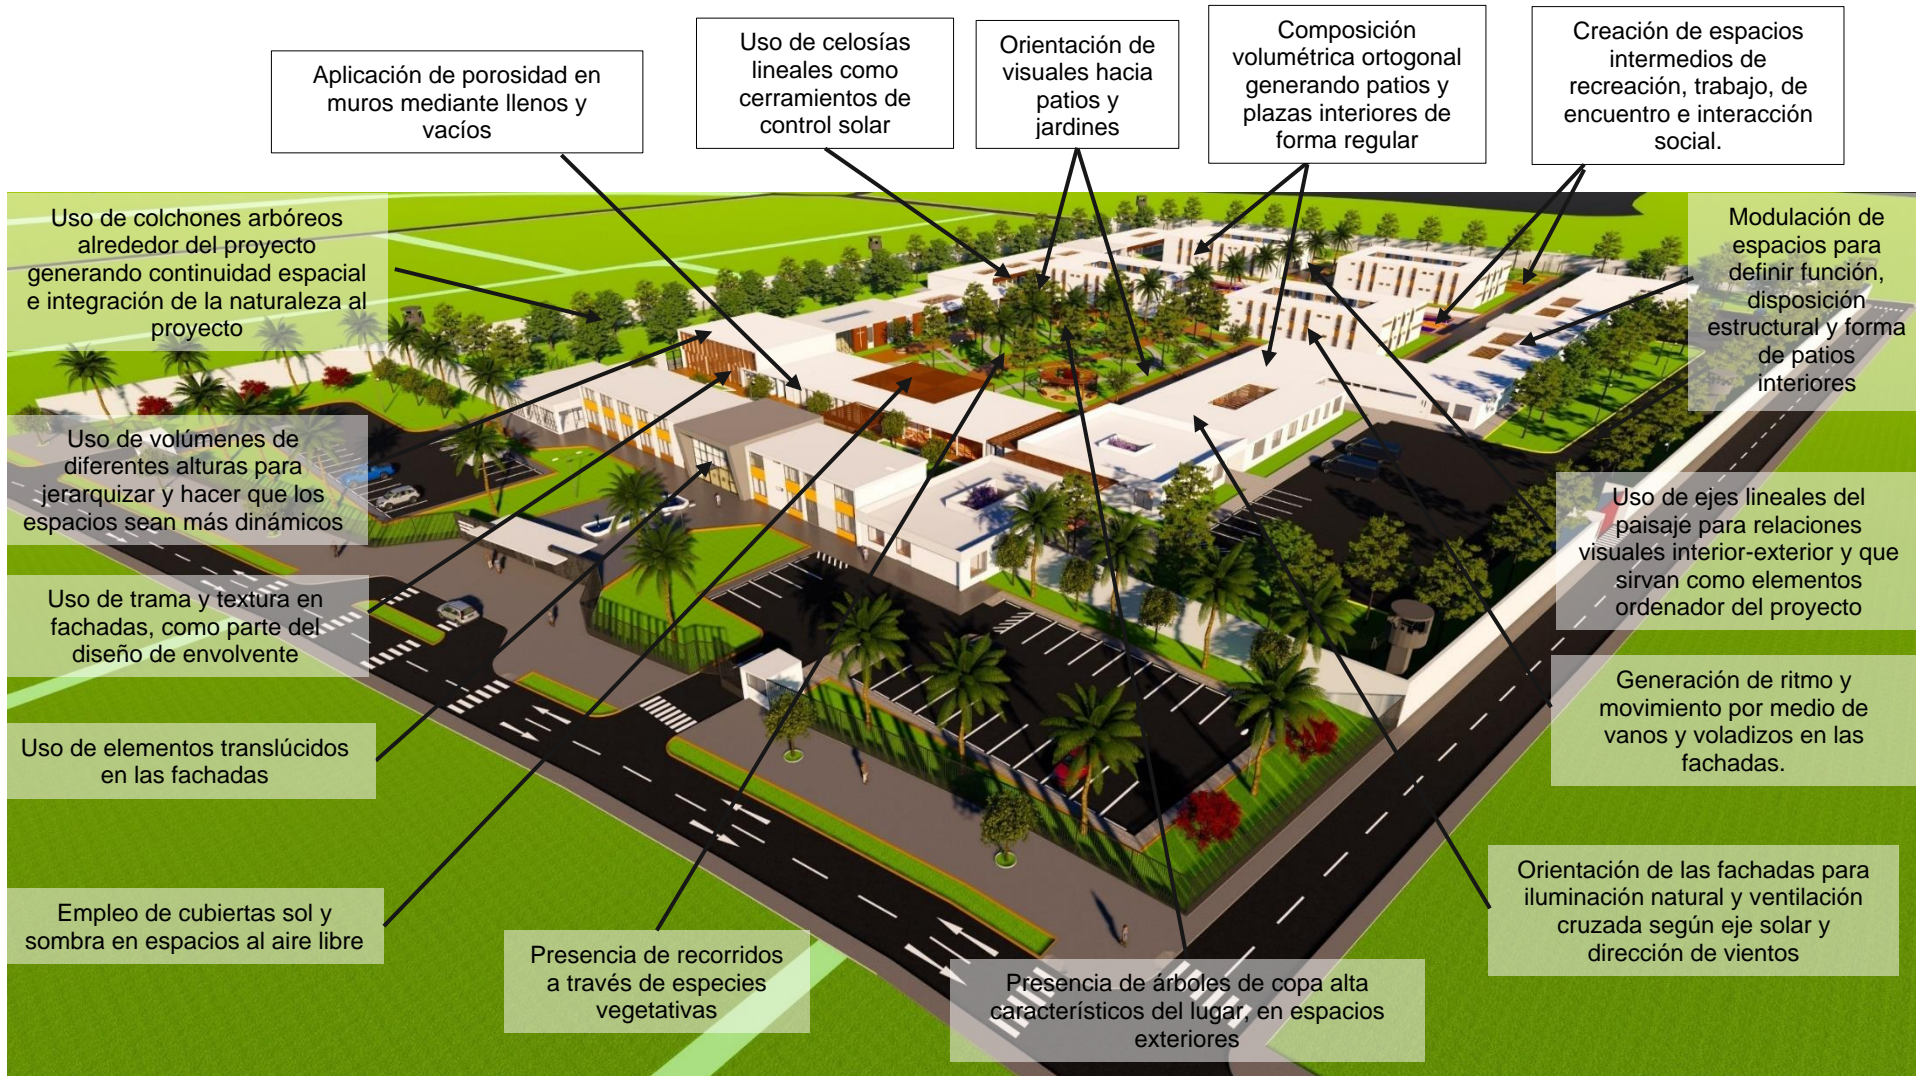 Aplicación de porosidad en
muros mediante llenos y
vacíos
Uso de celosías
lineales como
cerramientos de
control solar
Orientación de
visuales hacia
patios y
jardines
Composición
volumétrica ortogonal
generando patios y
plazas interiores de
forma regular
Creación de espacios
intermedios de
recreación, trabajo, de
encuentro e interacción
social.
Uso de colchones arbóreos
alrededor del proyecto
generando continuidad espacial
e integración de la naturaleza al
proyecto
Modulación de
espacios para
definir función,
disposición
estructural y forma
de patios
interiores
Uso de volúmenes de
diferentes alturas para
jerarquizar y hacer que los
espacios sean más dinámicos
Uso de ejes lineales del
paisaje para relaciones
visuales interior-exterior y que
sirvan como elementos
ordenador del proyecto
Uso de trama y textura en
fachadas, como parte del
diseño de envolvente
Generación de ritmo y
movimiento por medio de
vanos y voladizos en las
fachadas.
Uso de elementos translúcidos
en las fachadas
Orientación de las fachadas para
iluminación natural y ventilación
cruzada según eje solar y
dirección de vientos
Empleo de cubiertas sol y
sombra en espacios al aire libre
Presencia de recorridos
a través de especies
vegetativas
Presencia de árboles de copa alta
característicos del lugar, en espacios
exteriores